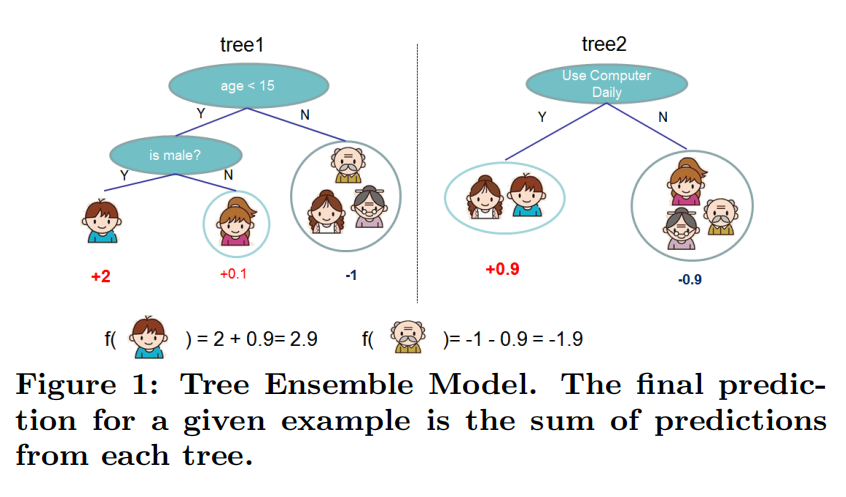 tree1
tree2
age < 15
Use Computer
Daily
Y
N
Y
N
is male?
Y
N
+2
+0.1
-1
+0.9
-0.9
f( ) = 2 + 0.9= 2.9
f( )= -1 - 0.9 = -1.9
Figure 1: Tree Ensemble Model. The final predic-
tion for a given example is the sum of predictions
from each tree.